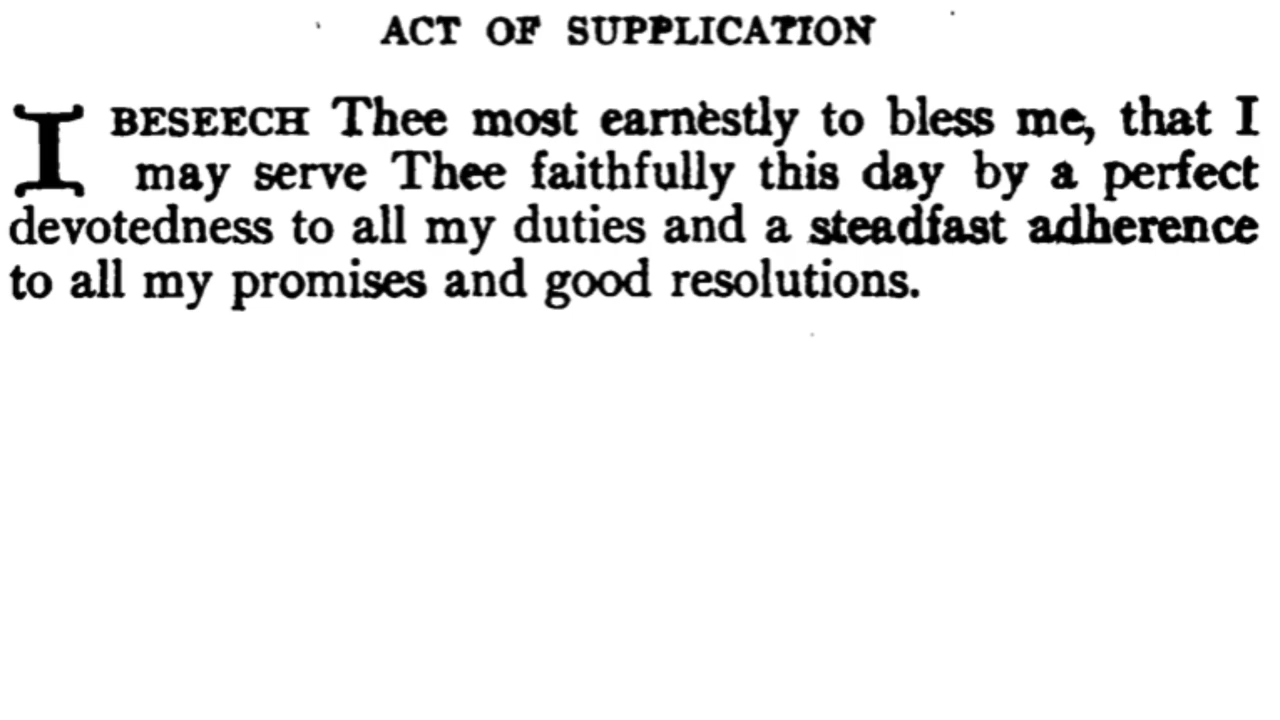 ACT OF SUPPLICATION
I BESEECH Thee most earnestly to bless me, that I
may serve Thee faithfully this day by a perfect
devotedness to all my duties and a steadfast adherence
to all my promises and good resolutions.